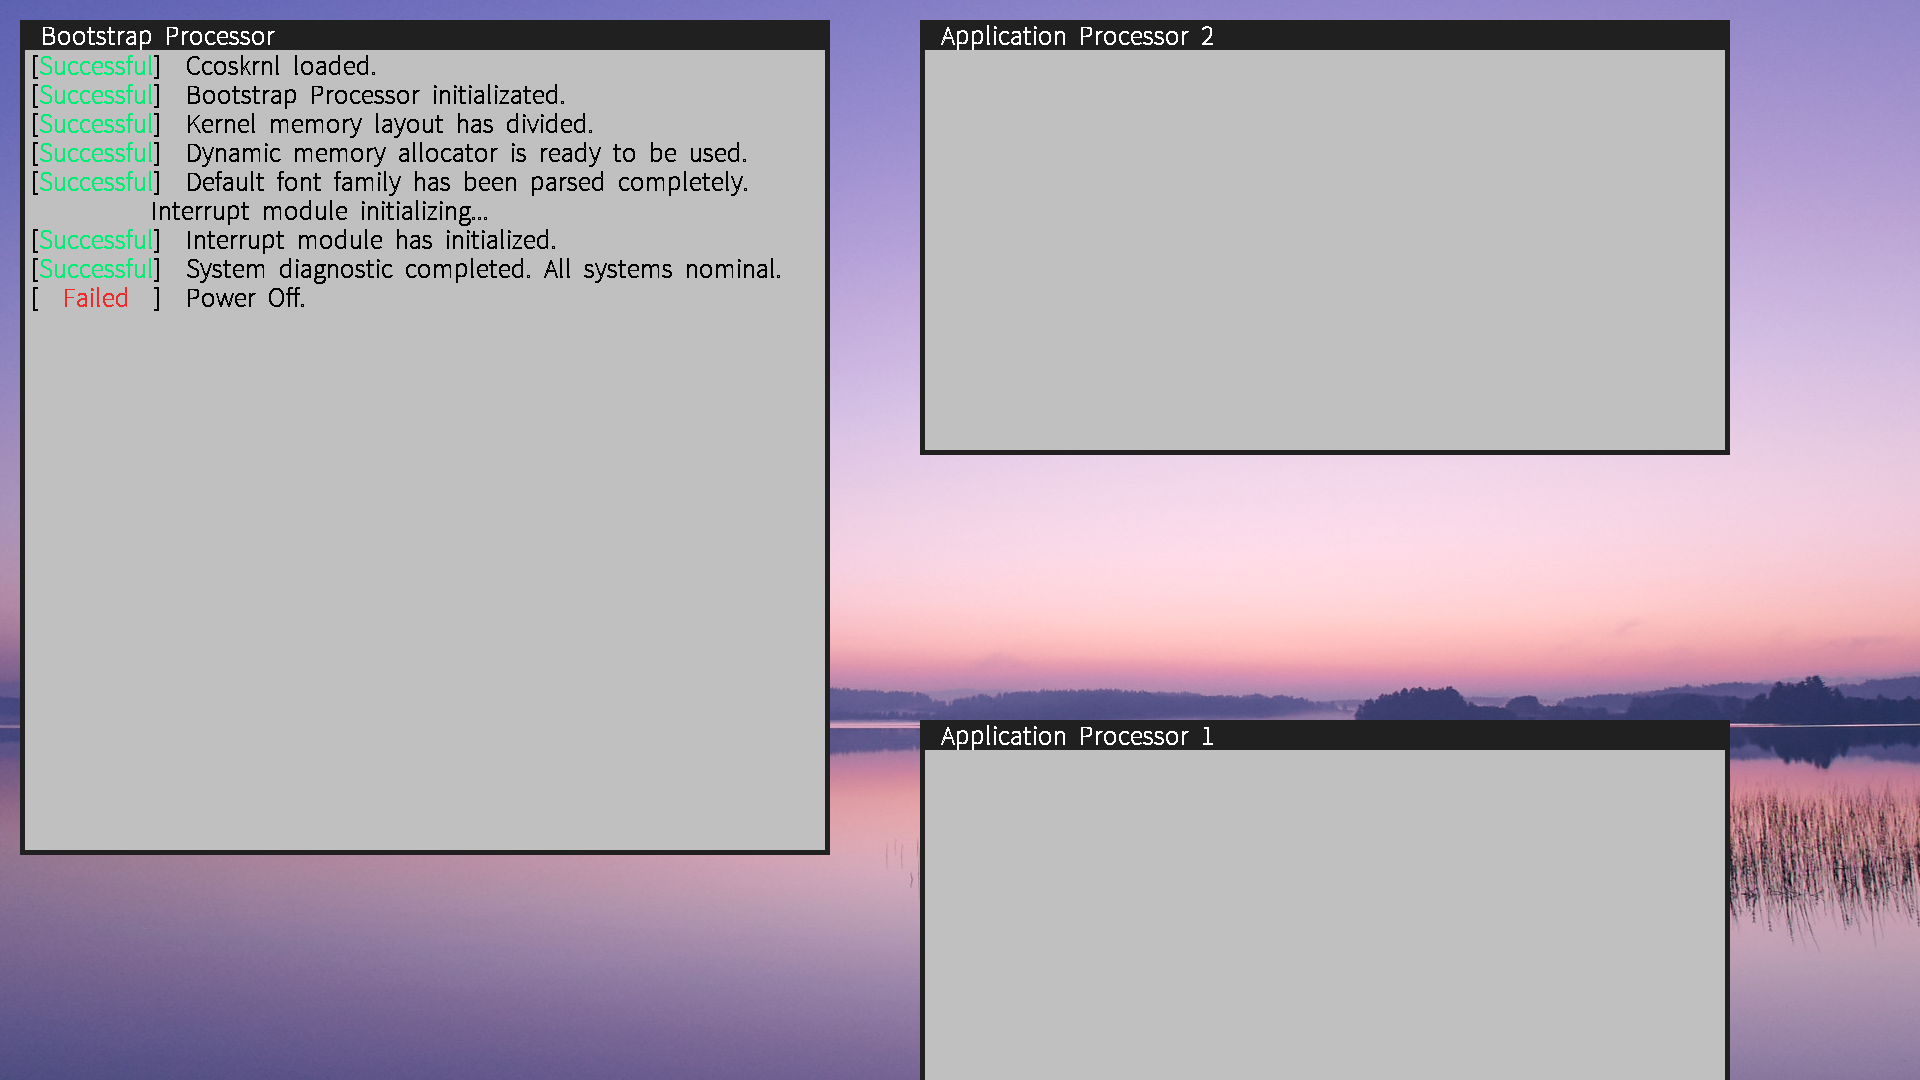 Bootstrap Processor
[Successful] Ccoskrnl loaded.
[Successful] Bootstrap Processor initializated.
[Successful] Kernel memory layout has divided.
[Successful] Dynamic memory allocator is ready to be used.
[Successful] Default font family has been parsed completely.
Interrupt module initializing...
[Successful] Interrupt module has initialized.
[Successful] System diagnostic completed. All systems nominal.
[ Failed ] Power Off.
Application Processor 2
Application Processor 1